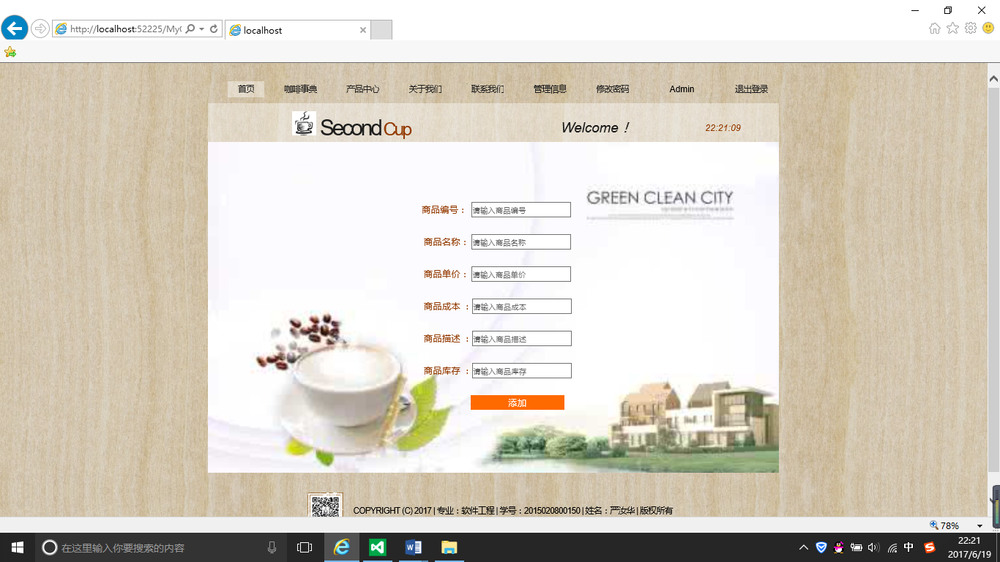 http://localhost:52225/My
localhost
首页 咖啡事典 产品中心 关于我们 联系我们 管理信息 修改密码 Admin 退出登录
Second Cup Welcome！ 22:21:09
GREEN CLEAN CITY
商品编号： 请输入商品编号
商品名称： 请输入商品名称
商品单价： 请输入商品单价
商品成本 ： 请输入商品成本
商品描述 ： 请输入商品描述
商品库存 ： 请输入商品库存
添加
COPYRIGHT (C) 2017 | 专业：软件工程 | 学号：2015020800150 | 姓名：严汝华 | 版权所有
78%
在这里输入你要搜索的内容
中
22:21
2017/6/19